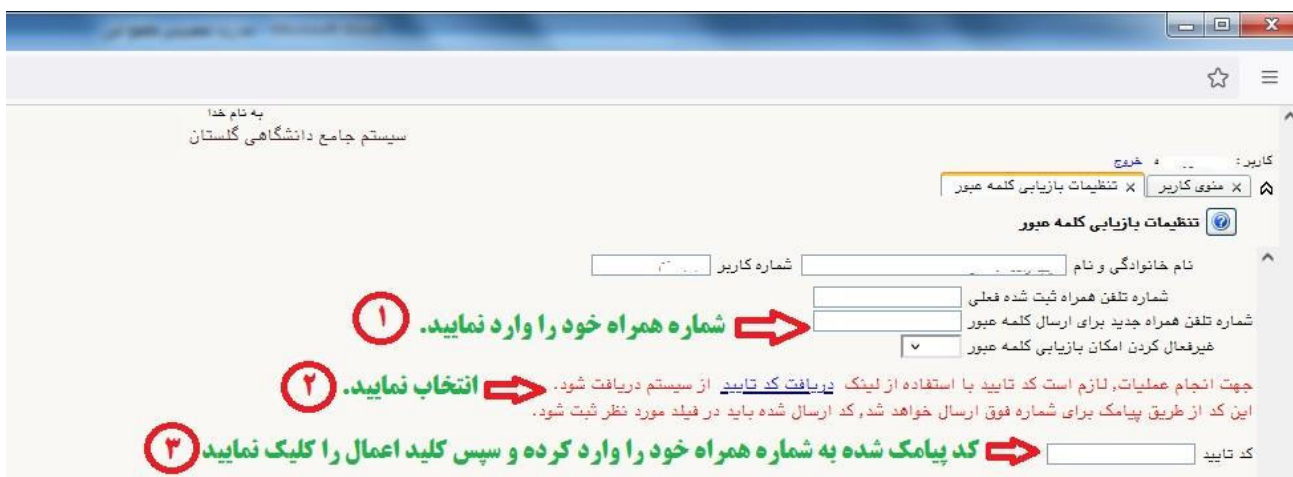 به نام خدا
سیستم جامع دانشگاهی گلستان
کاربر : خروج
منوی کاربر x تنظیمات بازیابی کلمه عبور x
تنظیمات بازیابی کلمه عبور
نام خانوادگی و نام شماره کاربر
شماره تلفن همراه ثبت شده فعلی
شماره تلفن همراه جدید برای ارسال کلمه عبور شماره همراه خود را وارد نمایید. ۱
غیرفعال کردن امکان بازیابی کلمه عبور
جهت انجام عملیات, لازم است کد تایید با استفاده از لینک دریافت کد تایید از سیستم دریافت شود. انتخاب نمایید. ۲
این کد از طریق پیامک برای شماره فوق ارسال خواهد شد, کد ارسال شده باید در فیلد مورد نظر ثبت شود.
کد تایید کد پیامک شده به شماره همراه خود را وارد کرده و سپس کلید اعمال را کلیک نمایید ۳